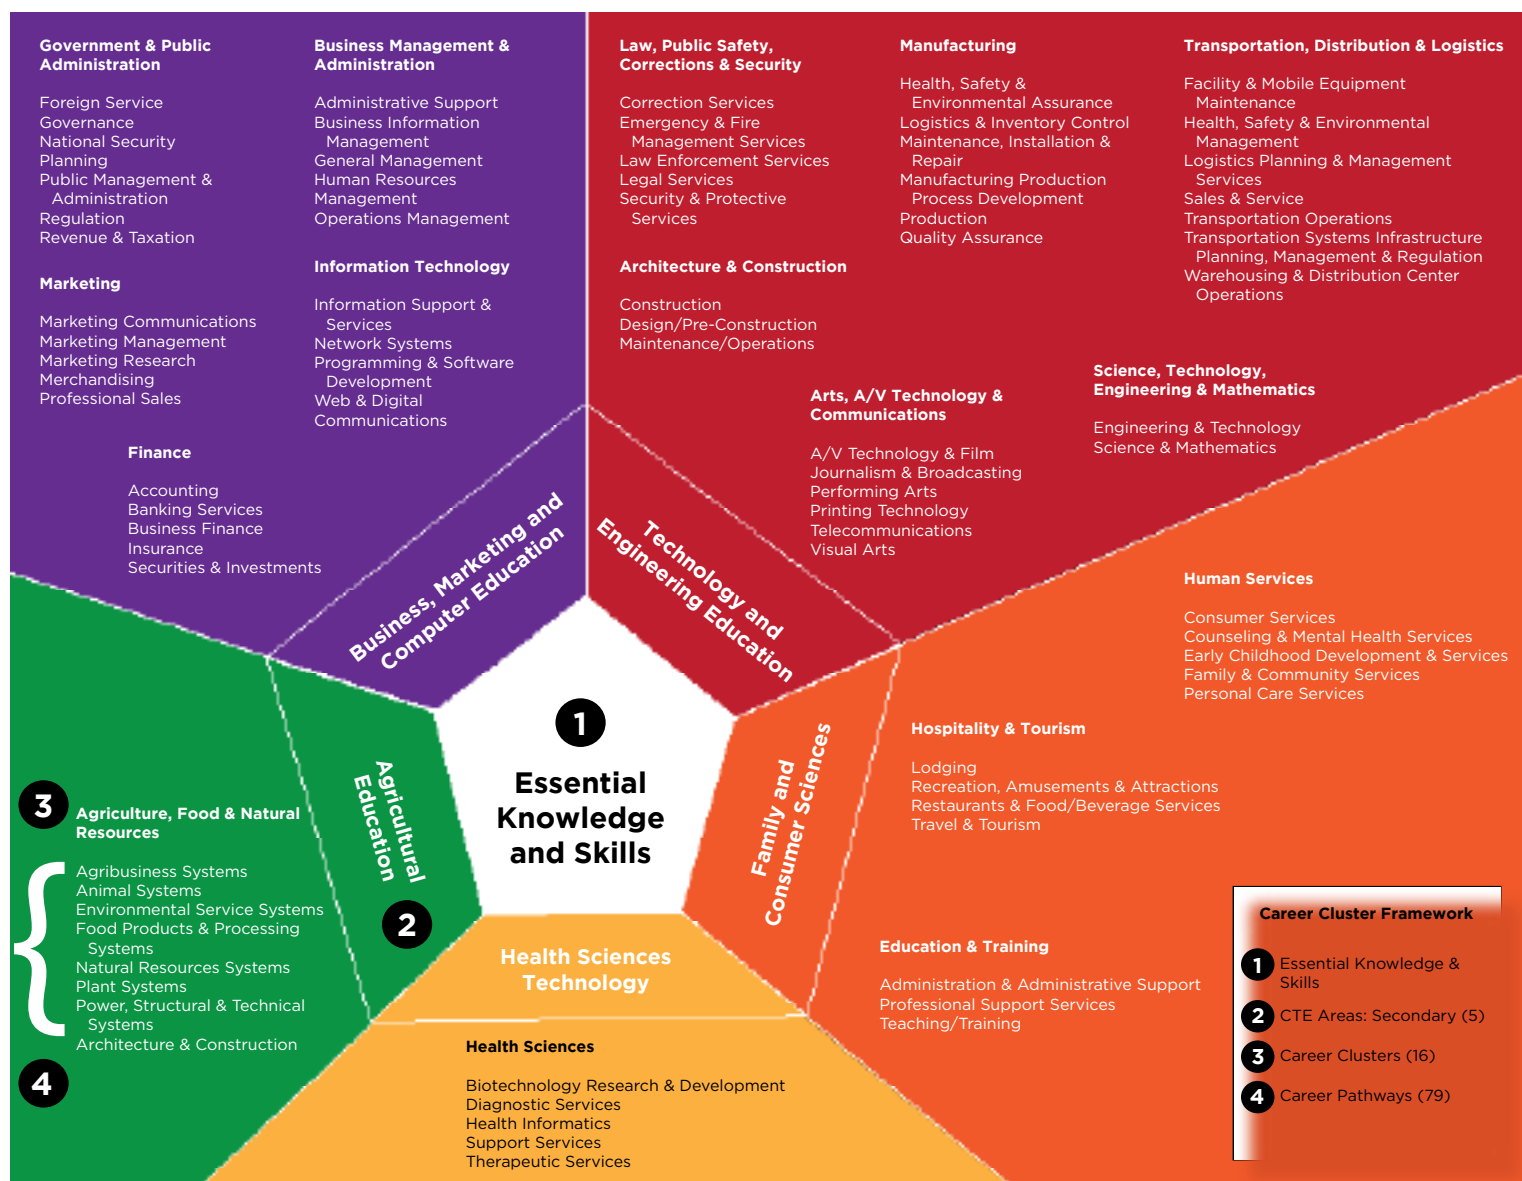 Government & Public
Administration
Foreign Service
Governance
National Security
Planning
Public Management &
Administration
Regulation
Revenue & Taxation
Marketing
Marketing Communications
Marketing Management
Marketing Research
Merchandising
Professional Sales
Business Management &
Administration
Administrative Support
Business Information
Management
General Management
Human Resources
Management
Operations Management
Information Technology
Information Support &
Services
Network Systems
Programming & Software
Development
Web & Digital
Communications
Finance
Accounting
Banking Services
Business Finance
Insurance
Securities & Investments
Business, Marketing and
Computer Education
Law, Public Safety,
Corrections & Security
Correction Services
Emergency & Fire
Management Services
Law Enforcement Services
Legal Services
Security & Protective
Services
Architecture & Construction
Construction
Design/Pre-Construction
Maintenance/Operations
Manufacturing
Health, Safety &
Environmental Assurance
Logistics & Inventory Control
Maintenance, Installation &
Repair
Manufacturing Production
Process Development
Production
Quality Assurance
Transportation, Distribution & Logistics
Facility & Mobile Equipment
Maintenance
Health, Safety & Environmental
Management
Logistics Planning & Management
Services
Sales & Service
Transportation Operations
Transportation Systems Infrastructure
Planning, Management & Regulation
Warehousing & Distribution Center
Operations
Arts, A/V Technology &
Communications
A/V Technology & Film
Journalism & Broadcasting
Performing Arts
Printing Technology
Telecommunications
Visual Arts
Science, Technology,
Engineering & Mathematics
Engineering & Technology
Science & Mathematics
Technology and
Engineering Education
Human Services
Consumer Services
Counseling & Mental Health Services
Early Childhood Development & Services
Family & Community Services
Personal Care Services
Hospitality & Tourism
Lodging
Recreation, Amusements & Attractions
Restaurants & Food/Beverage Services
Travel & Tourism
Family and
Consumer Sciences
Education & Training
Administration & Administrative Support
Professional Support Services
Teaching/Training
1
Essential
Knowledge
and Skills
Agricultural
Education
2
3
Agriculture, Food & Natural
Resources
Agribusiness Systems
Animal Systems
Environmental Service Systems
Food Products & Processing
Systems
Natural Resources Systems
Plant Systems
Power, Structural & Technical
Systems
Architecture & Construction
4
Health Sciences
Technology
Health Sciences
Biotechnology Research & Development
Diagnostic Services
Health Informatics
Support Services
Therapeutic Services
Career Cluster Framework
1 Essential Knowledge &
Skills
2 CTE Areas: Secondary (5)
3 Career Clusters (16)
4 Career Pathways (79)